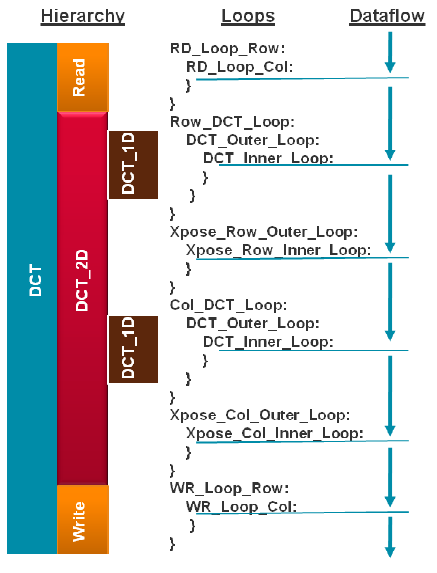 Hierarchy Loops Dataflow
DCT
Read
DCT_2D
DCT_1D
DCT_1D
Write
RD_Loop_Row:
RD_Loop_Col:
}
}
Row_DCT_Loop:
DCT_Outer_Loop:
DCT_Inner_Loop:
}
}
}
Xpose_Row_Outer_Loop:
Xpose_Row_Inner_Loop:
}
}
Col_DCT_Loop:
DCT_Outer_Loop:
DCT_Inner_Loop:
}
}
}
Xpose_Col_Outer_Loop:
Xpose_Col_Inner_Loop:
}
}
WR_Loop_Row:
WR_Loop_Col:
}
}